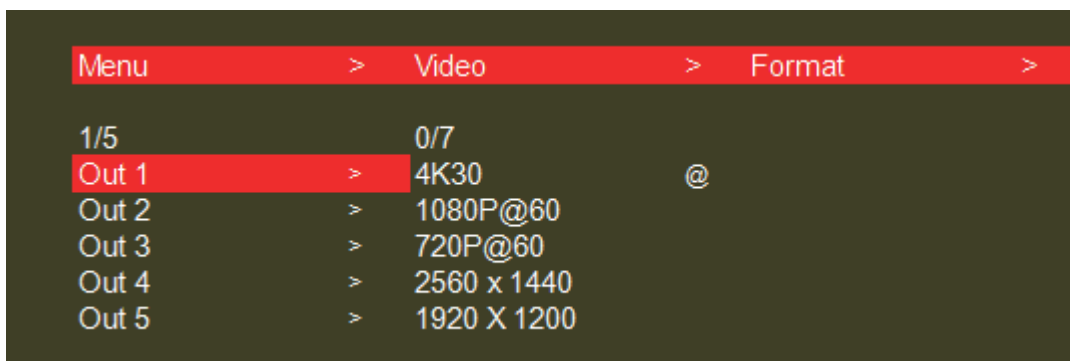 Menu > Video > Format >
1/5 0/7
Out 1 > 4K30 @
Out 2 > 1080P@60
Out 3 > 720P@60
Out 4 > 2560 x 1440
Out 5 > 1920 X 1200